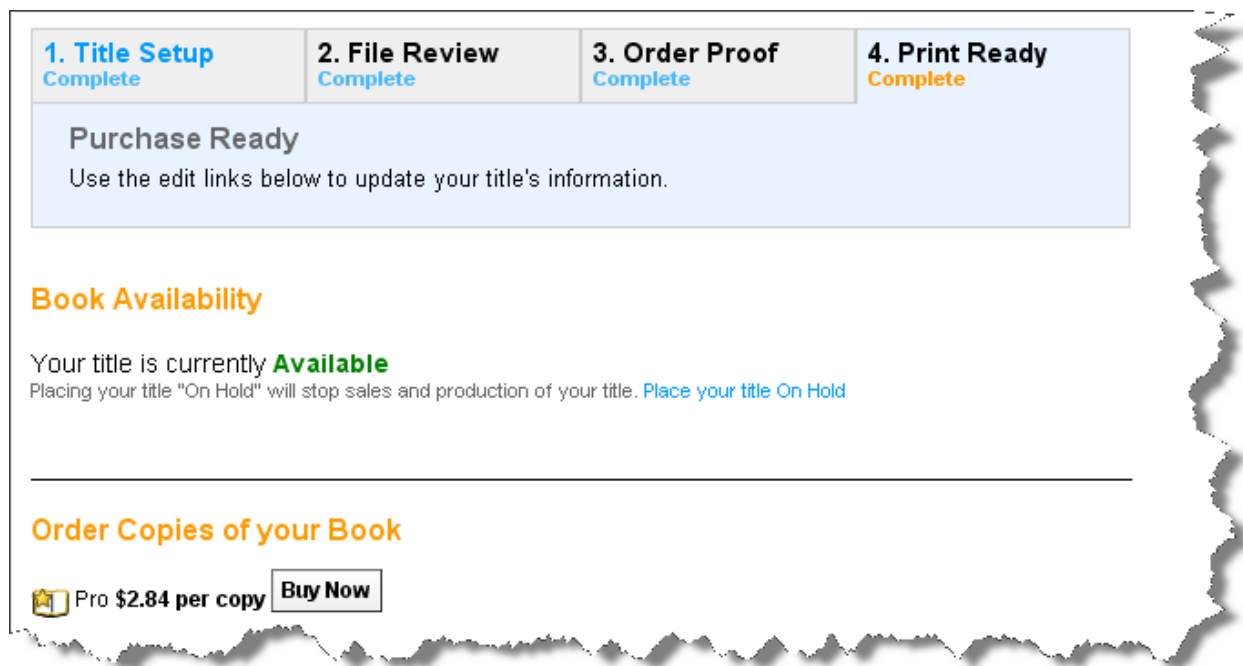 1. Title Setup
Complete
2. File Review
Complete
3. Order Proof
Complete
4. Print Ready
Complete
Purchase Ready
Use the edit links below to update your title's information.
Book Availability
Your title is currently Available
Placing your title "On Hold" will stop sales and production of your title. Place your title On Hold
Order Copies of your Book
Pro $2.84 per copy Buy Now